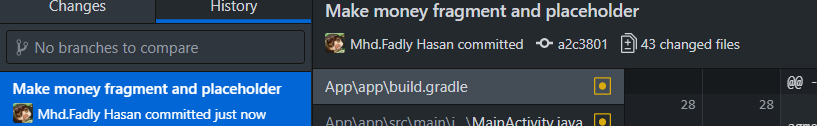 Changes
History
No branches to compare
Make money fragment and placeholder
Mhd.Fadly Hasan committed just now
Make money fragment and placeholder
Mhd.Fadly Hasan committed a2c3801 43 changed files
App\app\build.gradle
App\app\src\main\j...\MainActivity.java
@@ -
28 28